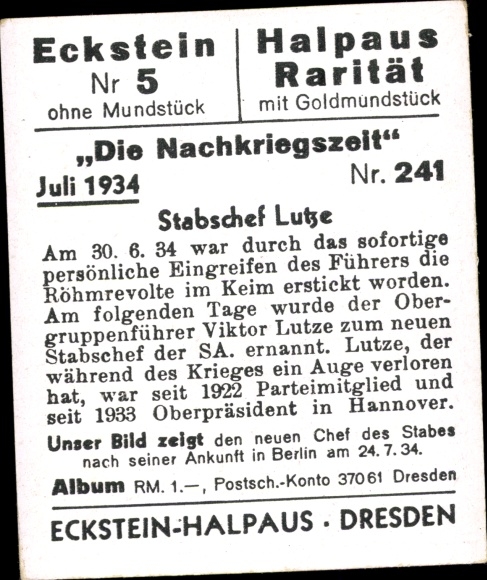 Eckstein
Nr 5
ohne Mundstück
Halpaus
Rarität
mit Goldmundstück
„Die Nachkriegszeit“
Juli 1934
Nr. 241
Stabschef Lutze
Am 30. 6. 34 war durch das sofortige
persönliche Eingreifen des Führers die
Röhmrevolte im Keim erstickt worden.
Am folgenden Tage wurde der Ober-
gruppenführer Viktor Lutze zum neuen
Stabschef der SA. ernannt. Lutze, der
während des Krieges ein Auge verloren
hat, war seit 1922 Parteimitglied und
seit 1933 Oberpräsident in Hannover.
Unser Bild zeigt den neuen Chef des Stabes
nach seiner Ankunft in Berlin am 24. 7. 34.
Album RM. 1.—, Postsch.-Konto 37061 Dresden
ECKSTEIN-HALPAUS · DRESDEN